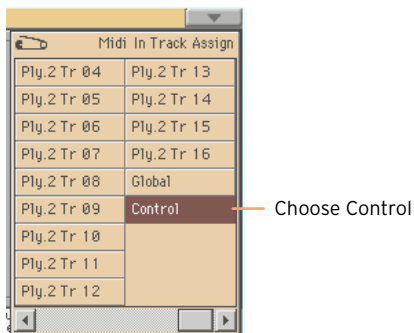 Midi In Track Assign
Ply.2 Tr 04 Ply.2 Tr 13
Ply.2 Tr 05 Ply.2 Tr 14
Ply.2 Tr 06 Ply.2 Tr 15
Ply.2 Tr 07 Ply.2 Tr 16
Ply.2 Tr 08 Global
Ply.2 Tr 09 Control Choose Control
Ply.2 Tr 10
Ply.2 Tr 11
Ply.2 Tr 12